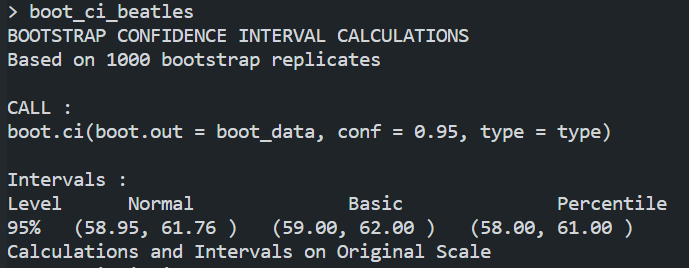 > boot_ci_beatles
BOOTSTRAP CONFIDENCE INTERVAL CALCULATIONS
Based on 1000 bootstrap replicates

CALL :
boot.ci(boot.out = boot_data, conf = 0.95, type = type)

Intervals :
Level      Normal              Basic              Percentile
95%   (58.95, 61.76 )   (59.00, 62.00 )   (58.00, 61.00 )
Calculations and Intervals on Original Scale